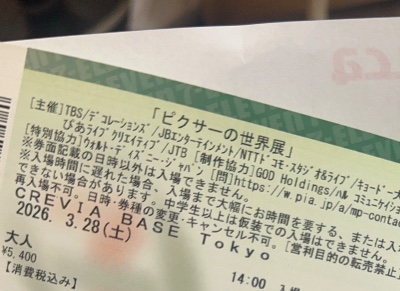 「ピクサーの世界展」
[主催]TBS/デコレーションズ/JBエンターテインメント/NTTドコモ・スタジオ&ライブ/キョードー大
ぴあライブクリエイティブ/JTB [制作協力]GOD Holdings/ハル コミュニケイション
[特別協力]ウォルト・ディズニー・ジャパン [問]https://w.pia.jp/a/mp-contac
※券面記載の日時以外は入場できません。
※入場時間に遅れた場合、入場まで大幅にお時間を要する、または入
できない場合があります。中学生以上は仮装での入場はできません。
再入場不可。日時・券種の変更・キャンセル不可。[営利目的の転売禁止]
CREVIA BASE Tokyo
2026. 3.28(土)
14:00 入場
大人
¥5,400
【消費税込み】